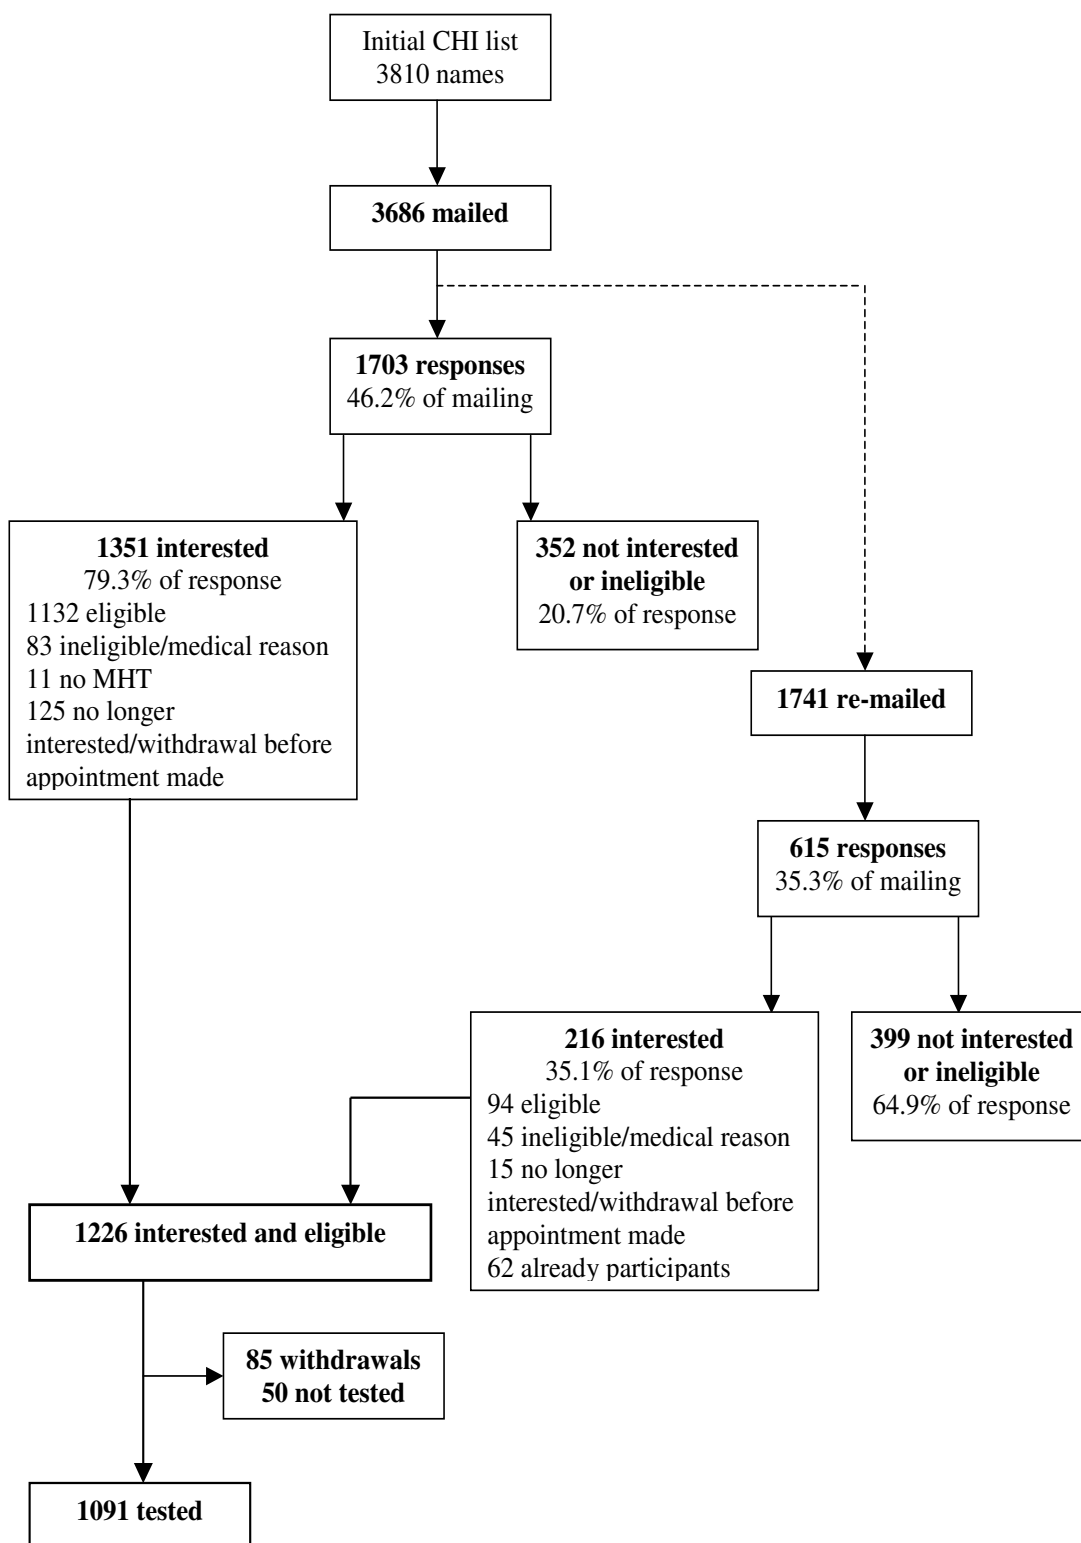 Initial CHI list
3810 names
3686 mailed
1703 responses
46.2% of mailing
1351 interested
79.3% of response
1132 eligible
83 ineligible/medical reason
11 no MHT
125 no longer
interested/withdrawal before
appointment made
352 not interested
or ineligible
20.7% of response
1741 re-mailed
615 responses
35.3% of mailing
216 interested
35.1% of response
94 eligible
45 ineligible/medical reason
15 no longer
interested/withdrawal before
appointment made
62 already participants
399 not interested
or ineligible
64.9% of response
1226 interested and eligible
85 withdrawals
50 not tested
1091 tested